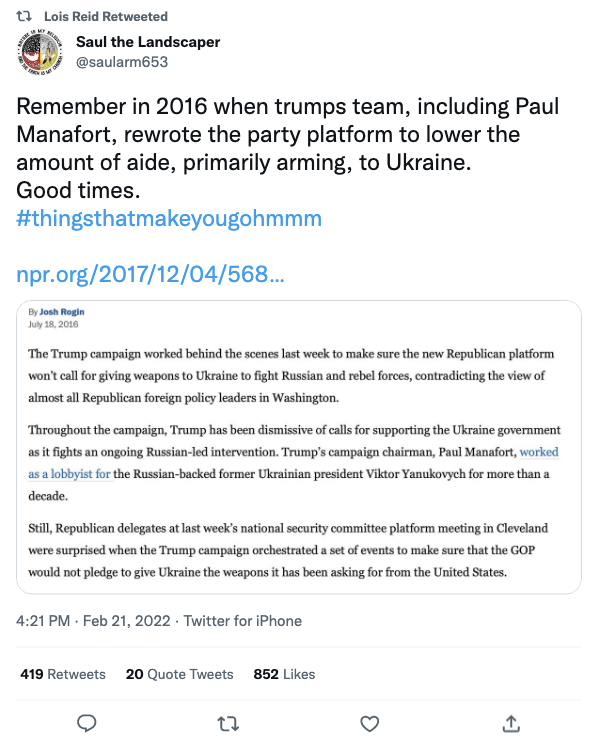 Lois Reid Retweeted
Saul the Landscaper
@saularm653
Remember in 2016 when trumps team, including Paul
Manafort, rewrote the party platform to lower the
amount of aide, primarily arming, to Ukraine.
Good times.
#thingsthatmakeyougohmmm
npr.org/2017/12/04/568...
By Josh Rogin
July 18, 2016
The Trump campaign worked behind the scenes last week to make sure the new Republican platform
won't call for giving weapons to Ukraine to fight Russian and rebel forces, contradicting the view of
almost all Republican foreign policy leaders in Washington.
Throughout the campaign, Trump has been dismissive of calls for supporting the Ukraine government
as it fights an ongoing Russian-led intervention. Trump's campaign chairman, Paul Manafort, worked
as a lobbyist for the Russian-backed former Ukrainian president Viktor Yanukovych for more than a
decade.
Still, Republican delegates at last week's national security committee platform meeting in Cleveland
were surprised when the Trump campaign orchestrated a set of events to make sure that the GOP
would not pledge to give Ukraine the weapons it has been asking for from the United States.
4:21 PM · Feb 21, 2022 · Twitter for iPhone
419 Retweets 20 Quote Tweets 852 Likes